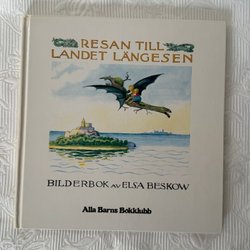 RESAN TILL
LANDET LÄNGESEN
BILDERBOK AV ELSA BESKOW
Alla Barns Bokklubb